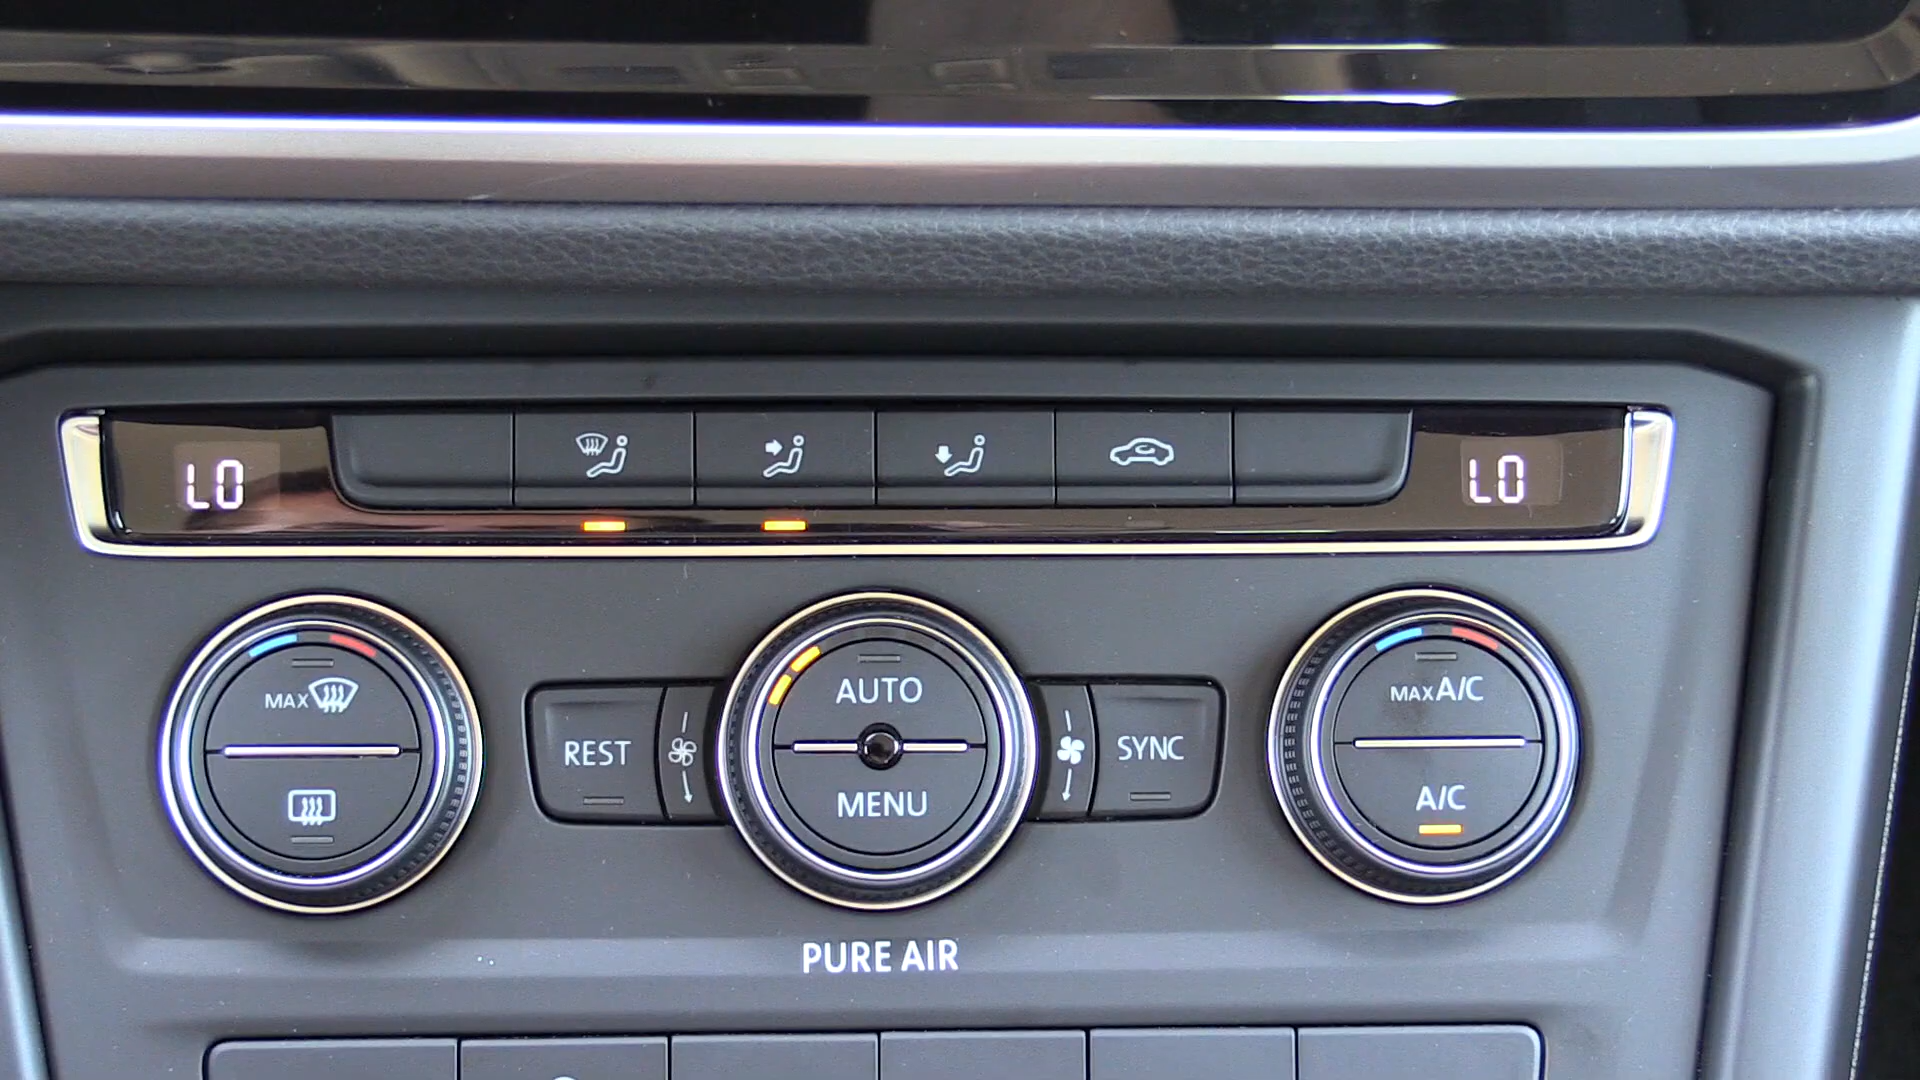 LO LO
MAX AUTO MAX A/C
REST SYNC
MENU A/C
PURE AIR